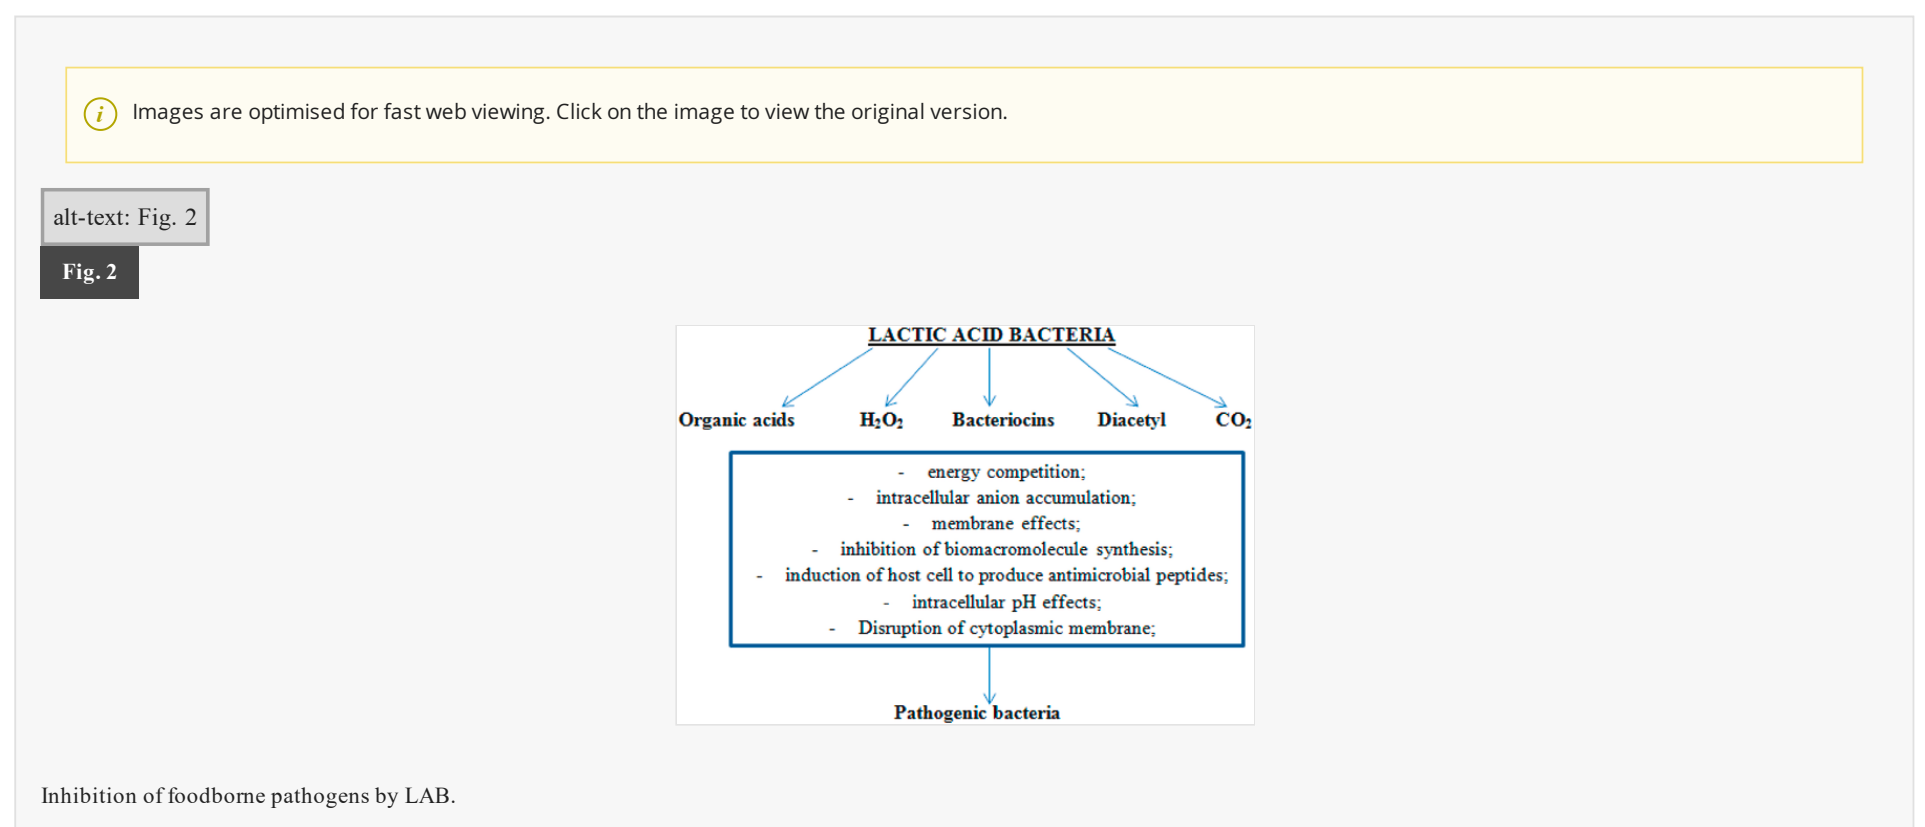 Images are optimised for fast web viewing. Click on the image to view the original version.
alt-text: Fig. 2
Fig. 2
LACTIC ACID BACTERIA
Organic acids H₂O₂ Bacteriocins Diacetyl CO₂
- energy competition;
- intracellular anion accumulation;
- membrane effects;
- inhibition of biomacromolecule synthesis;
- induction of host cell to produce antimicrobial peptides;
- intracellular pH effects;
- Disruption of cytoplasmic membrane;
Pathogenic bacteria
Inhibition of foodborne pathogens by LAB.